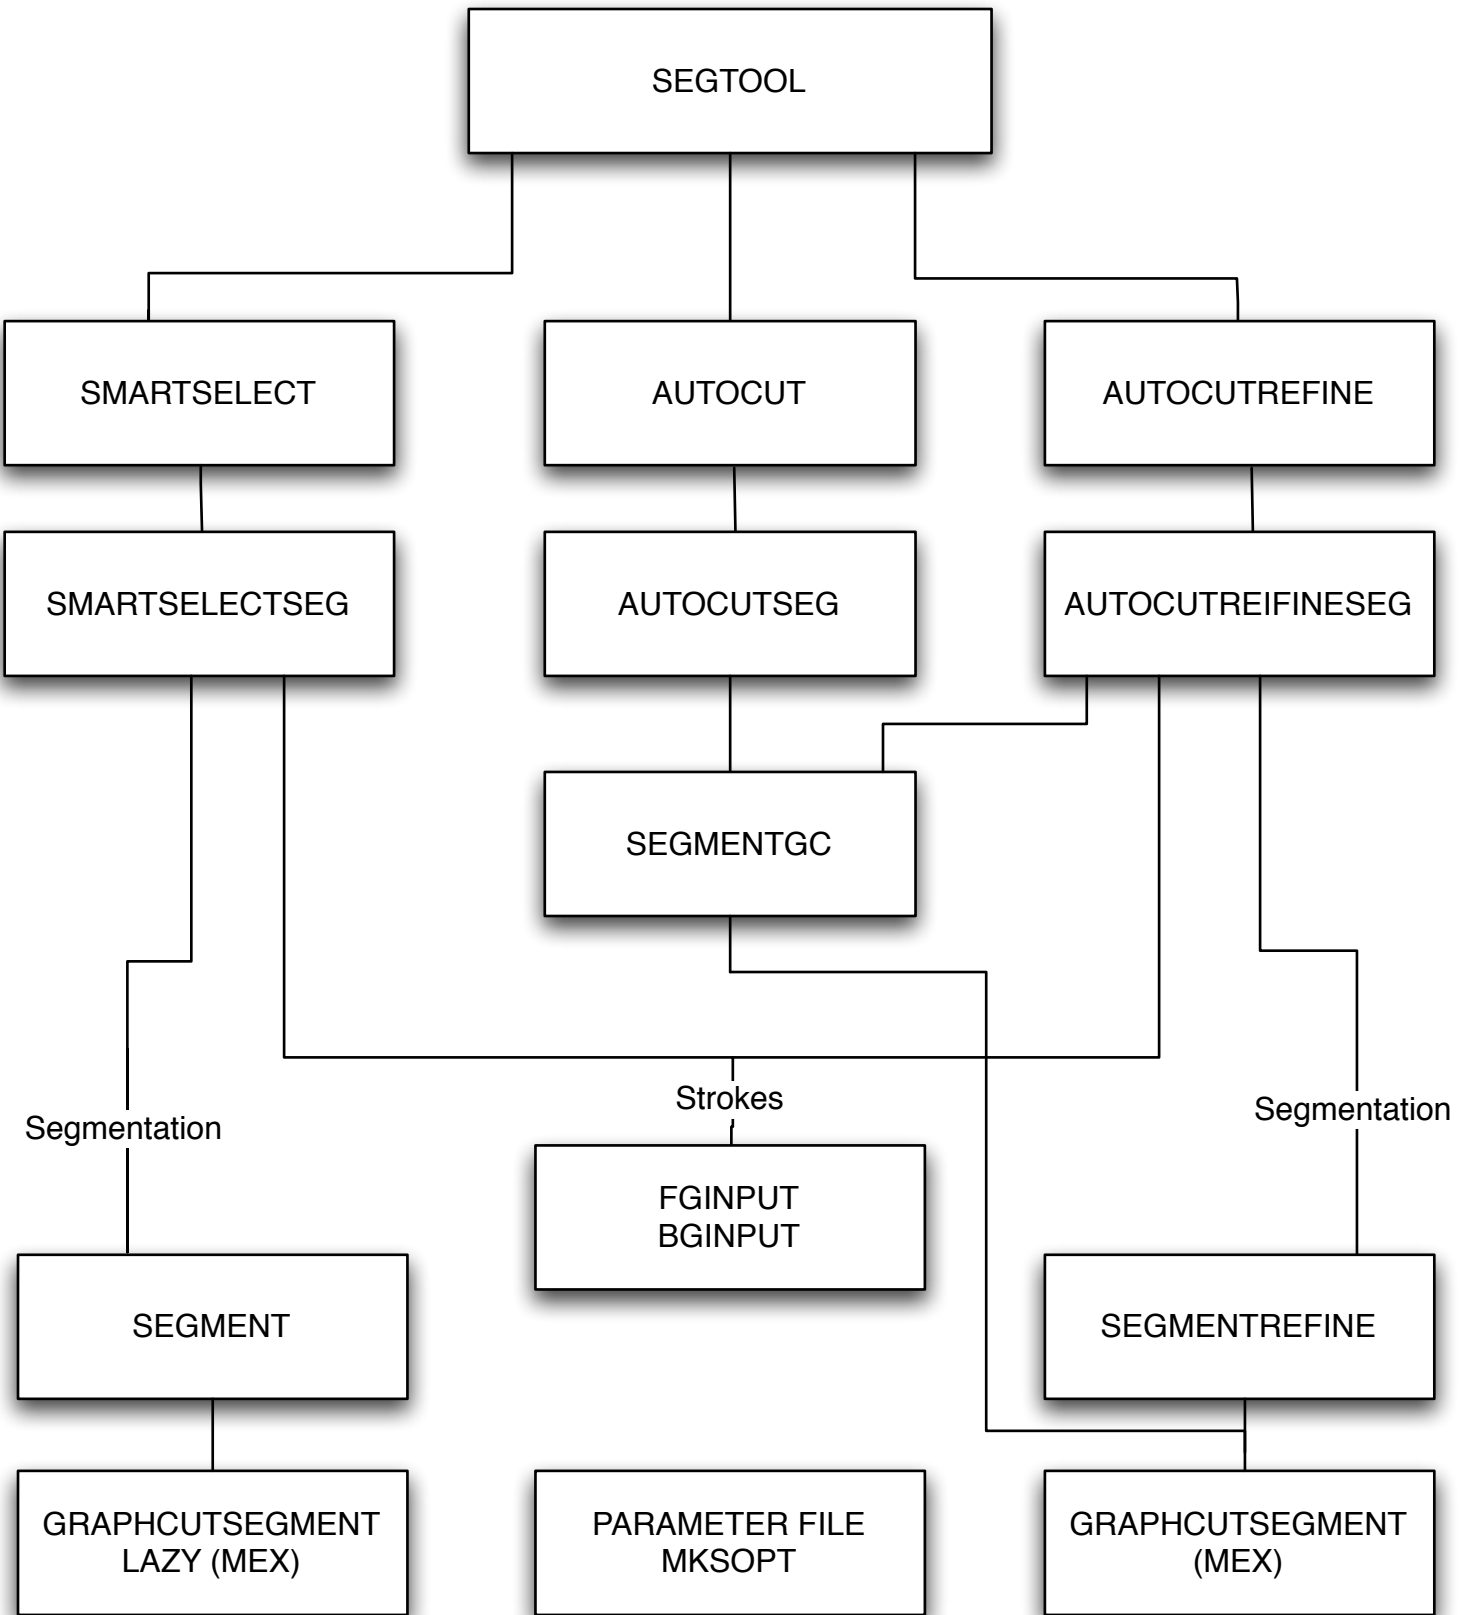 SEGTOOL
SMARTSELECT
AUTOCUT
AUTOCUTREFINE
SMARTSELECTSEG
AUTOCUTSEG
AUTOCUTREIFINESEG
SEGMENTGC
Strokes
Segmentation
Segmentation
FGINPUT
BGINPUT
SEGMENT
SEGMENTREFINE
GRAPHCUTSEGMENT
LAZY (MEX)
PARAMETER FILE
MKSOPT
GRAPHCUTSEGMENT
(MEX)